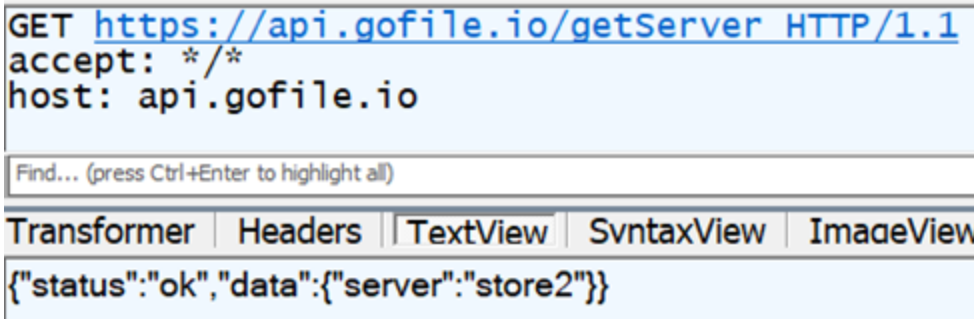 GET https://api.gofile.io/getServer HTTP/1.1
accept: */*
host: api.gofile.io
Find... (press Ctrl+Enter to highlight all)
Transformer Headers TextView SyntaxView ImageView
{"status":"ok","data":{"server":"store2"}}